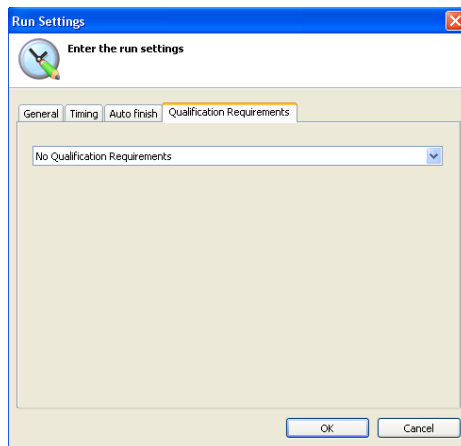 Run Settings
Enter the run settings
General Timing Auto finish Qualification Requirements
No Qualification Requirements
OK Cancel